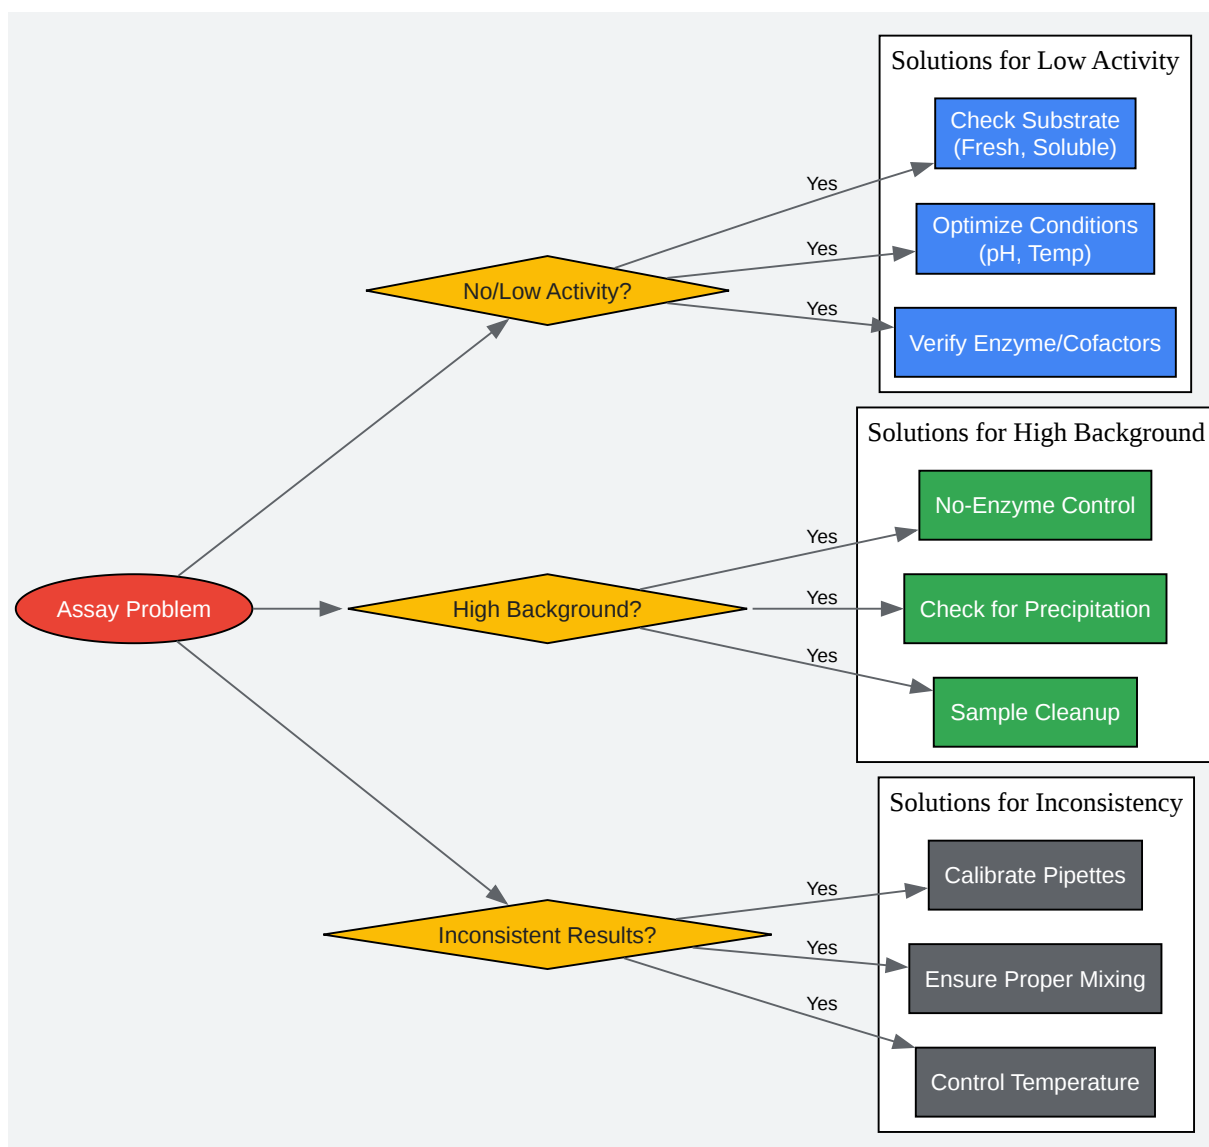 Solutions for Low Activity
Check Substrate
(Fresh, Soluble)
Yes
Optimize Conditions
(pH, Temp)
Yes
No/Low Activity?
Yes
Verify Enzyme/Cofactors
Solutions for High Background
No-Enzyme Control
Yes
Assay Problem
High Background?
Yes
Check for Precipitation
Yes
Sample Cleanup
Solutions for Inconsistency
Calibrate Pipettes
Yes
Inconsistent Results?
Yes
Ensure Proper Mixing
Yes
Control Temperature